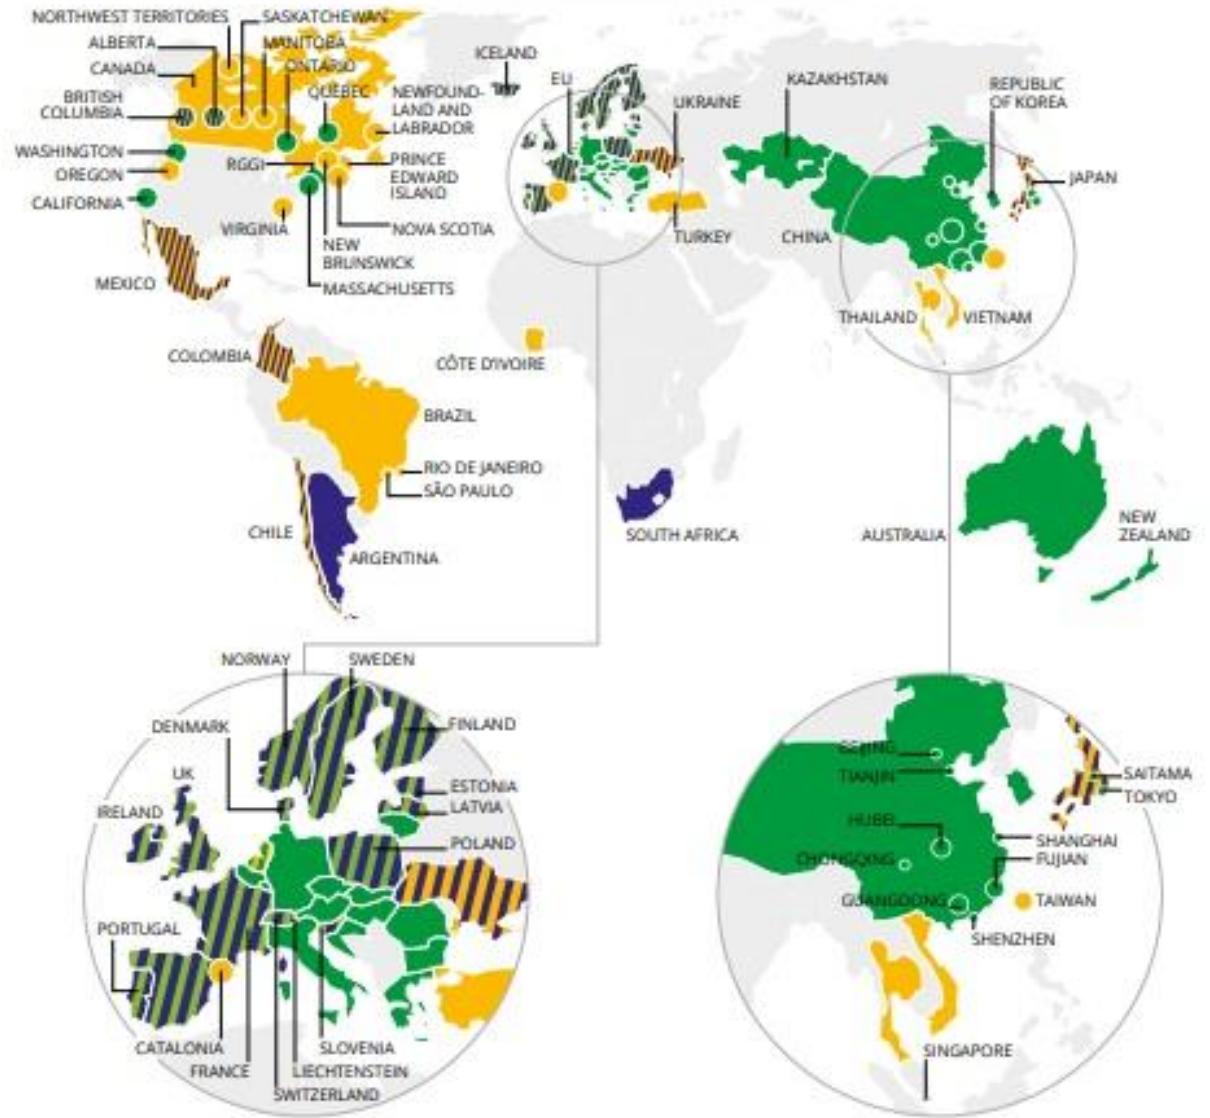 NORTHWEST TERRITORIES
SASKATCHEWAN
ALBERTA
MANITOBA
CANADA
ONTARIO
BRITISH
COLUMBIA
QUEBEC
NEWFOUND-
LAND AND
LABRADOR
WASHINGTON
OREGON
RGGI
PRINCE
EDWARD
ISLAND
CALIFORNIA
VIRGINIA
NOVA SCOTIA
NEW
BRUNSWICK
MEXICO
MASSACHUSETTS
ICELAND
EU
UKRAINE
KAZAKHSTAN
REPUBLIC
OF KOREA
JAPAN
TURKEY
CHINA
THAILAND
VIETNAM
COLOMBIA
CÔTE D'IVOIRE
BRAZIL
RIO DE JANEIRO
SÃO PAULO
CHILE
ARGENTINA
SOUTH AFRICA
AUSTRALIA
NEW
ZEALAND
NORWAY
SWEDEN
DENMARK
FINLAND
UK
ESTONIA
IRELAND
LATVIA
POLAND
PORTUGAL
CATALONIA
SLOVENIA
FRANCE
LIECHTENSTEIN
SWITZERLAND
BEIJING
TIANJIN
SAITAMA
TOKYO
HUBEI
SHANGHAI
CHONGQING
FUJIAN
GUANGDONG
TAIWAN
SHENZHEN
SINGAPORE